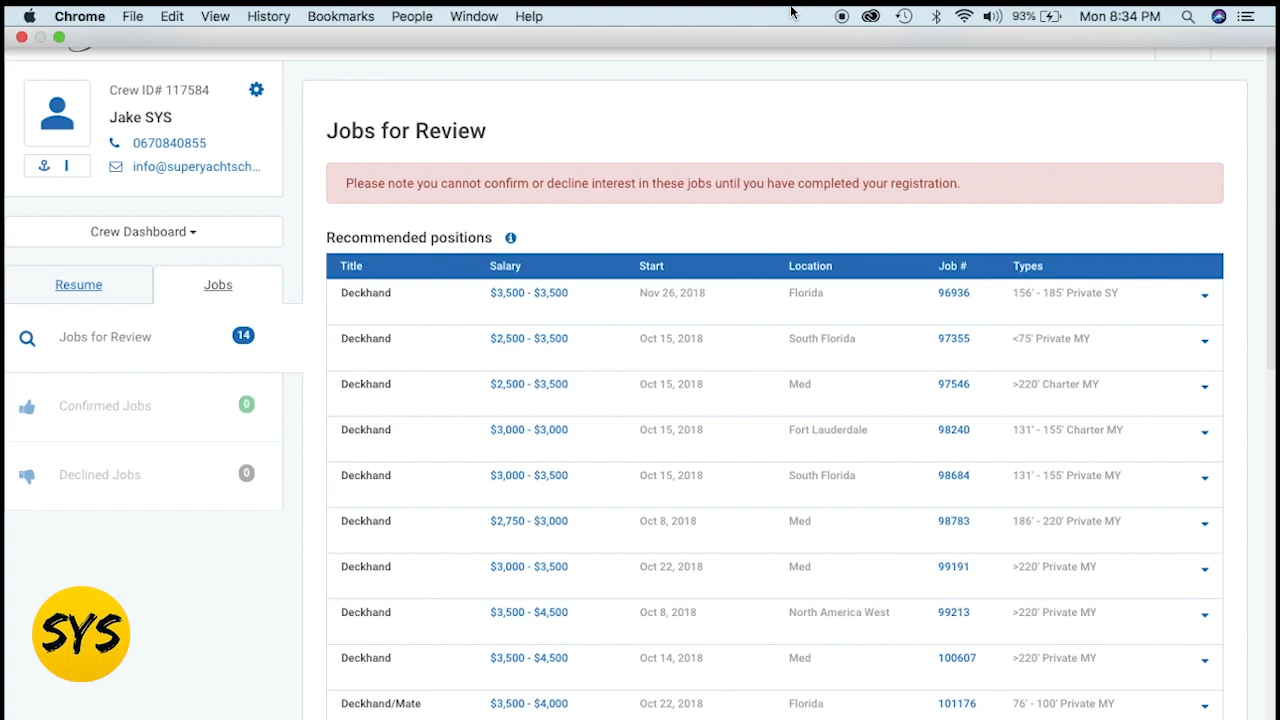 Chrome File Edit View History Bookmarks People Window Help 93% Mon 8:34 PM
Crew ID# 117584
Jake SYS
0670840855
info@superyachtsch...
Crew Dashboard
Resume Jobs
Jobs for Review 14
Confirmed Jobs 0
Declined Jobs 0
SYS
Jobs for Review
Please note you cannot confirm or decline interest in these jobs until you have completed your registration.
Recommended positions
Title Salary Start Location Job # Types
Deckhand $3,500 - $3,500 Nov 26, 2018 Florida 96936 156' - 185' Private SY
Deckhand $2,500 - $3,500 Oct 15, 2018 South Florida 97355 <75' Private MY
Deckhand $2,500 - $3,500 Oct 15, 2018 Med 97546 >220' Charter MY
Deckhand $3,000 - $3,000 Oct 15, 2018 Fort Lauderdale 98240 131' - 155' Charter MY
Deckhand $3,000 - $3,500 Oct 15, 2018 South Florida 98684 131' - 155' Private MY
Deckhand $2,750 - $3,000 Oct 8, 2018 Med 98783 186' - 220' Private MY
Deckhand $3,000 - $3,500 Oct 22, 2018 Med 99191 >220' Private MY
Deckhand $3,500 - $4,500 Oct 8, 2018 North America West 99213 >220' Private MY
Deckhand $3,500 - $4,500 Oct 14, 2018 Med 100607 >220' Private MY
Deckhand/Mate $3,500 - $4,000 Oct 22, 2018 Florida 101176 76' - 100' Private MY